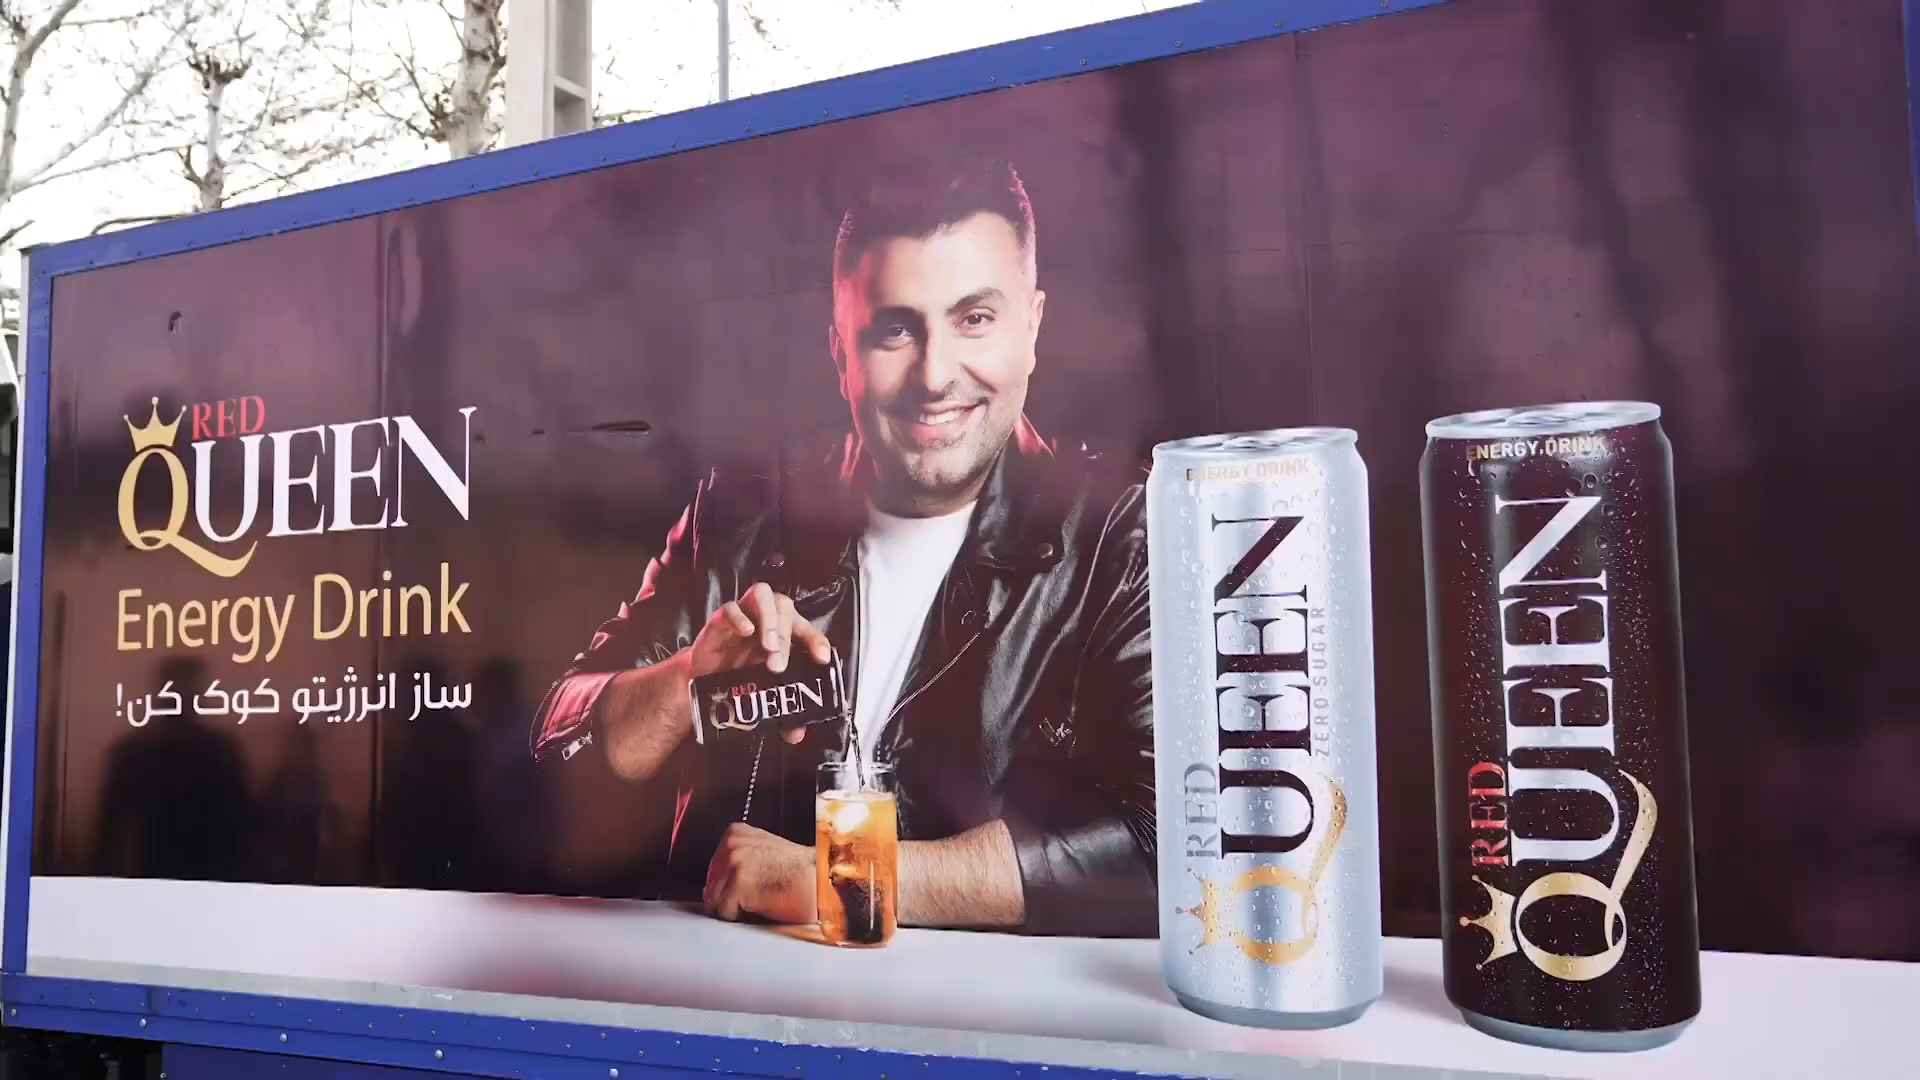 RED
QUEEN
Energy Drink
ساز انرژیتو کوک کن!
RED
QUEEN
ENERGY DRINK
RED
QUEEN
ZERO SUGAR
ENERGY DRINK
RED
QUEEN